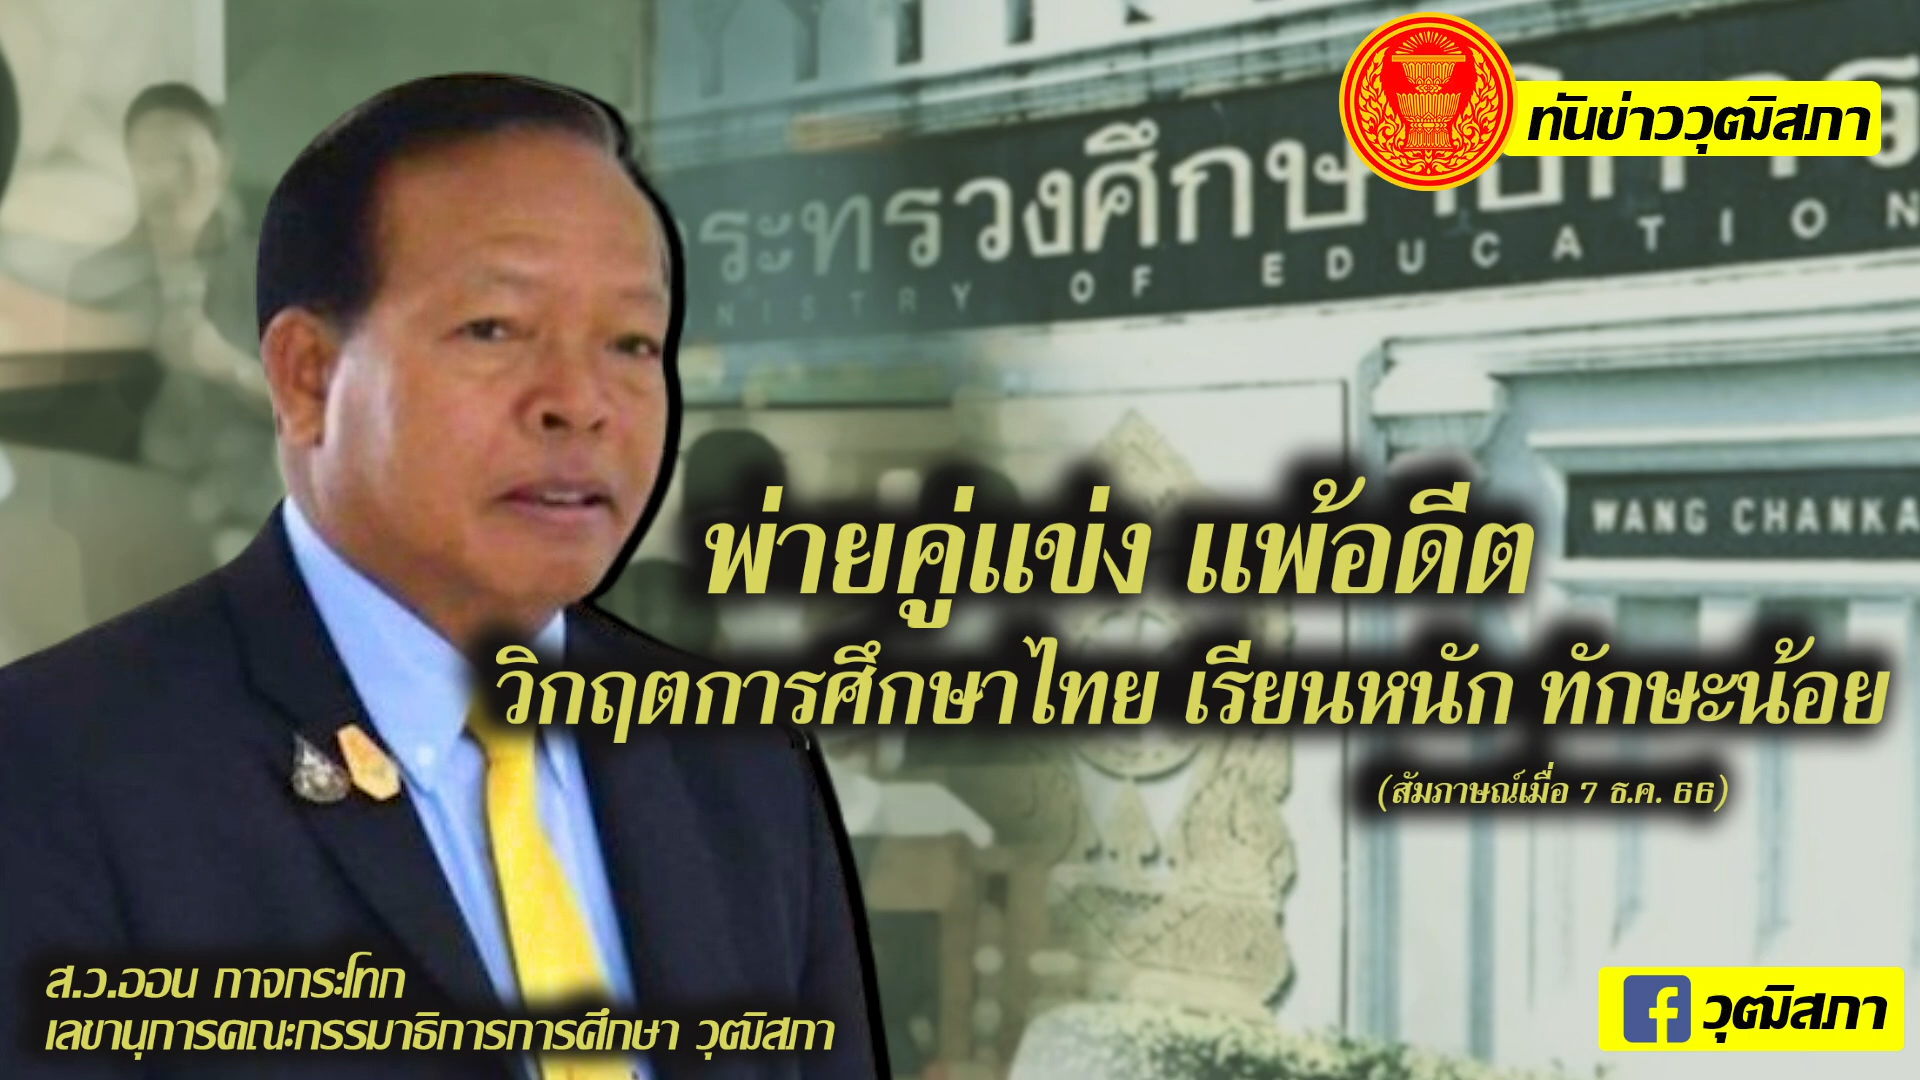 ทันข่าววุฒิสภา
กระทรวงศึกษาธิการ
MINISTRY OF EDUCATION
WANG CHANKA
พ่ายคู่แข่ง แพ้อดีต
วิกฤตการศึกษาไทย เรียนหนัก ทักษะน้อย
(สัมภาษณ์เมื่อ 7 ธ.ค. 66)
ส.ว.ออน กาจกระโทก
เลขานุการคณะกรรมาธิการการศึกษา วุฒิสภา
วุฒิสภา